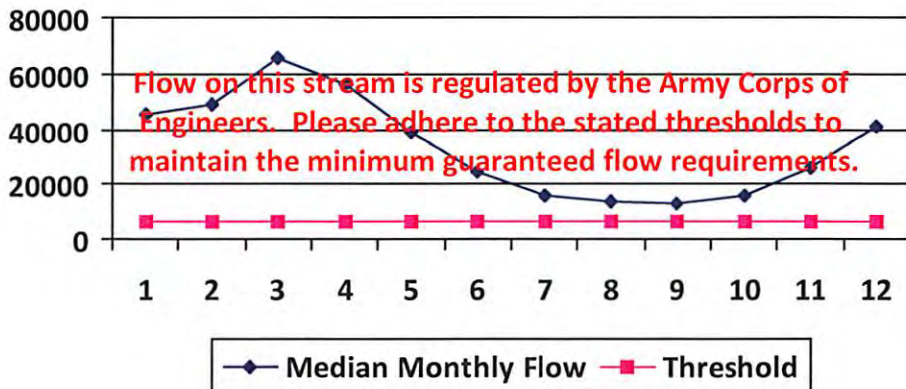 80000
60000
40000
20000
0
Flow on this stream is regulated by the Army Corps of
Engineers. Please adhere to the stated thresholds to
maintain the minimum guaranteed flow requirements.
1 2 3 4 5 6 7 8 9 10 11 12
Median Monthly Flow Threshold